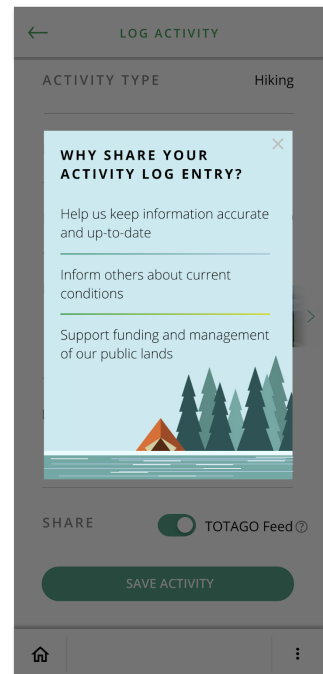 LOG ACTIVITY
ACTIVITY TYPE Hiking
WHY SHARE YOUR
ACTIVITY LOG ENTRY?
Help us keep information accurate
and up-to-date
Inform others about current
conditions
Support funding and management
of our public lands
SHARE TOTAGO Feed
SAVE ACTIVITY